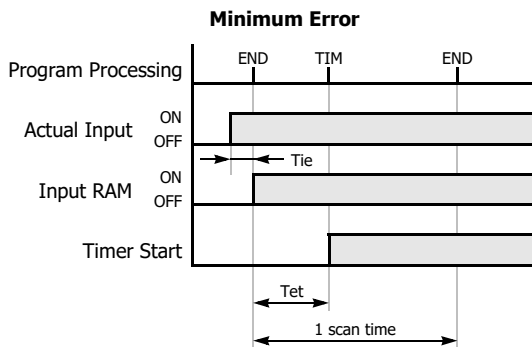 Minimum Error
END TIM END
Program Processing
Actual Input ON
OFF
Tie
Input RAM ON
OFF
Timer Start
Tet
1 scan time